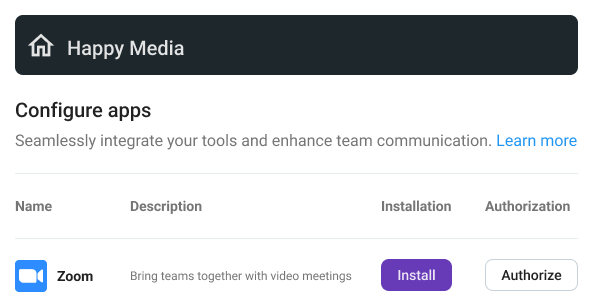 Happy Media
Configure apps
Seamlessly integrate your tools and enhance team communication. Learn more
Name Description Installation Authorization
Zoom Bring teams together with video meetings Install Authorize